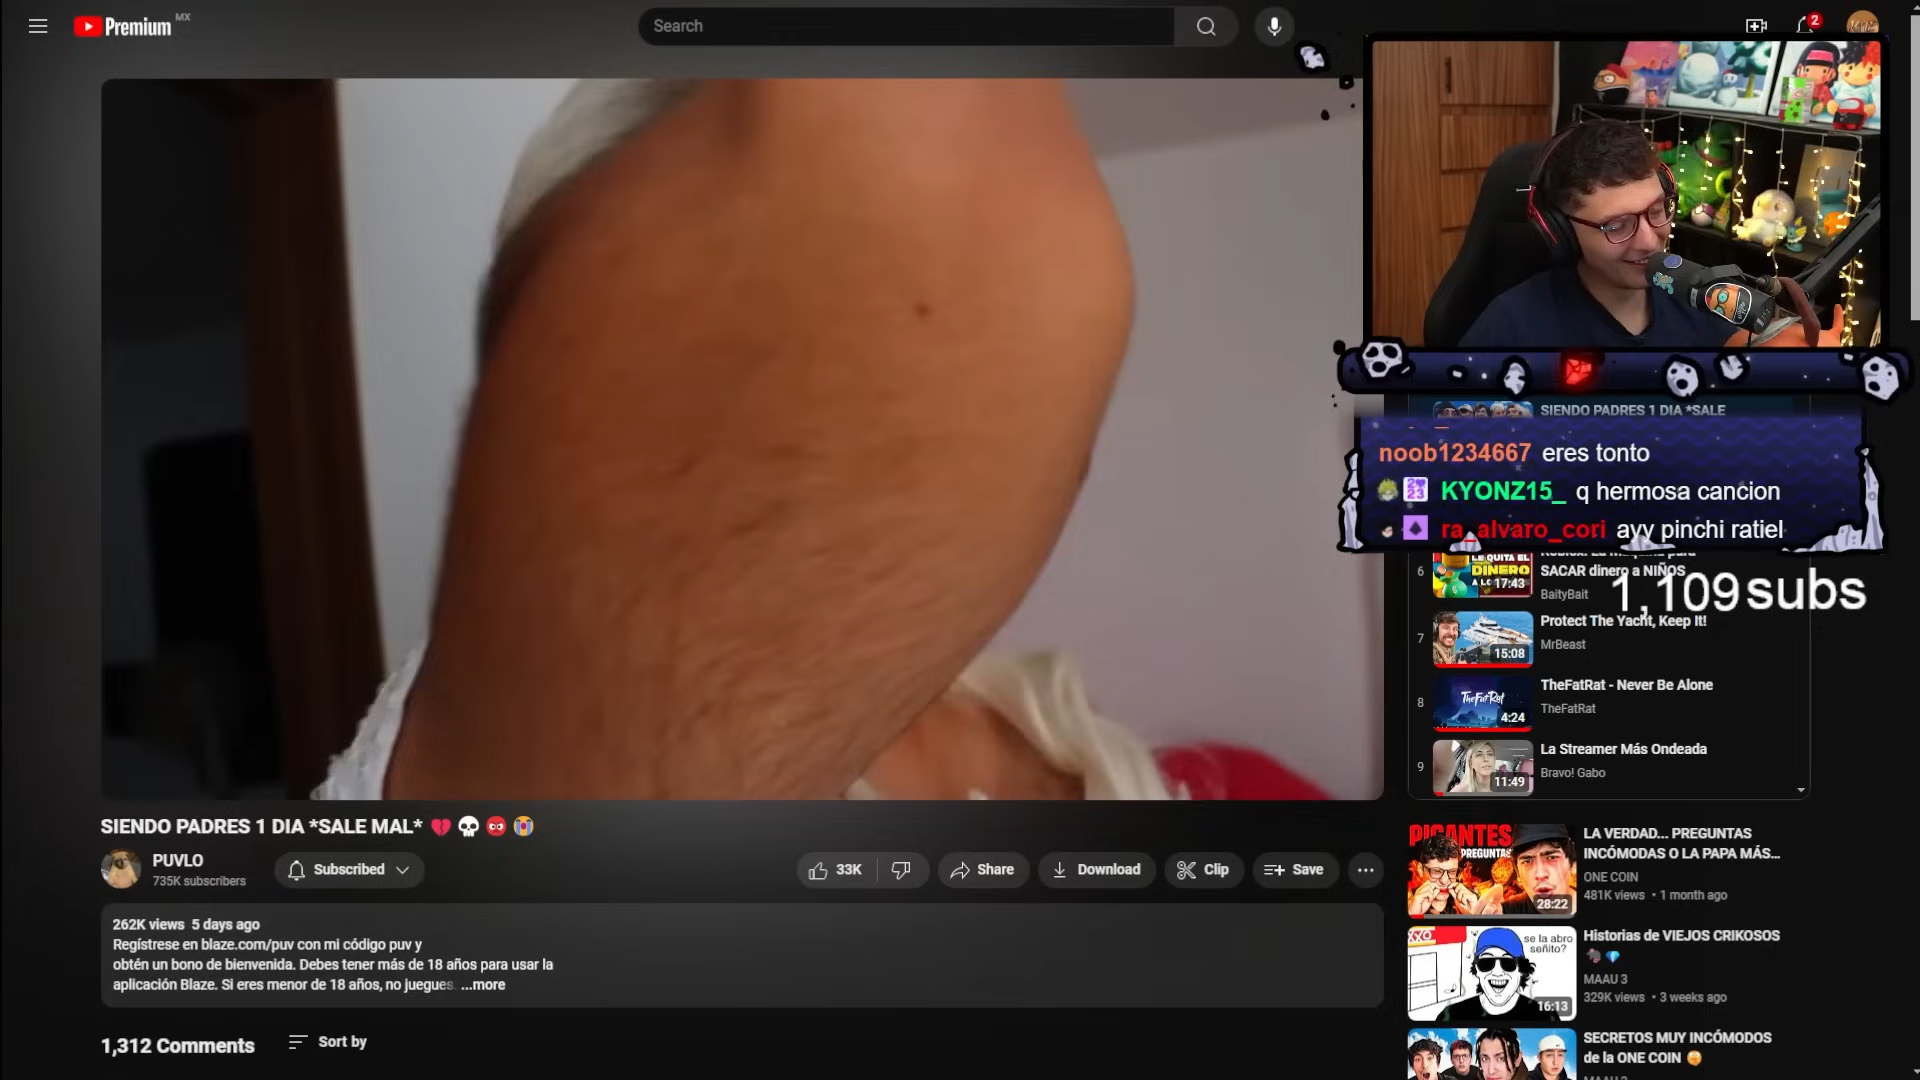 Premium MX
Search
2
noob1234667 eres tonto
KYONZ15_ q hermosa cancion
ra_alvaro_cori ayy pinchi ratiel
1,109subs
SIENDO PADRES 1 DIA *SALE
6
LE QUITA EL
DINERO
17:43
SACAR dinero a NIÑOS
BaityBait
7
15:08
Protect The Yacht, Keep It!
MrBeast
8
TheFatRat
4:24
TheFatRat - Never Be Alone
TheFatRat
9
11:49
La Streamer Más Ondeada
Bravo! Gabo
SIENDO PADRES 1 DIA *SALE MAL* 💔💀👿😭
PUVLO
735K subscribers
Subscribed
33K
Share
Download
Clip
Save
262K views 5 days ago
Regístrese en blaze.com/puv con mi código puv y
obtén un bono de bienvenida. Debes tener más de 18 años para usar la
aplicación Blaze. Si eres menor de 18 años, no juegues. ...more
1,312 Comments
Sort by
PICANTES
PREGUNTAS
28:22
LA VERDAD... PREGUNTAS
INCÓMODAS O LA PAPA MÁS...
ONE COIN
481K views • 1 month ago
se la abro
señito?
16:13
Historias de VIEJOS CRIKOSOS
MAAU 3
329K views • 3 weeks ago
SECRETOS MUY INCÓMODOS
de la ONE COIN